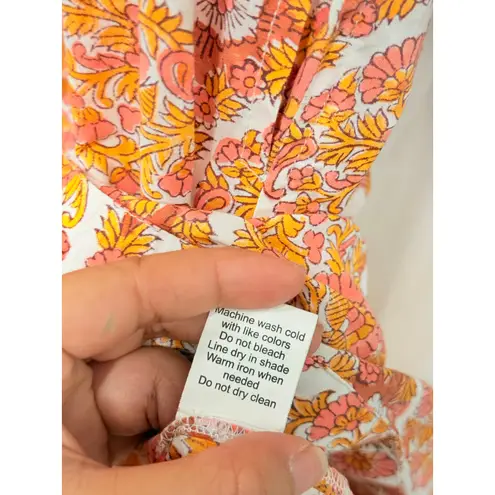 Machine wash cold
with like colors
Do not bleach
Line dry in shade
Warm iron when
needed
Do not dry clean